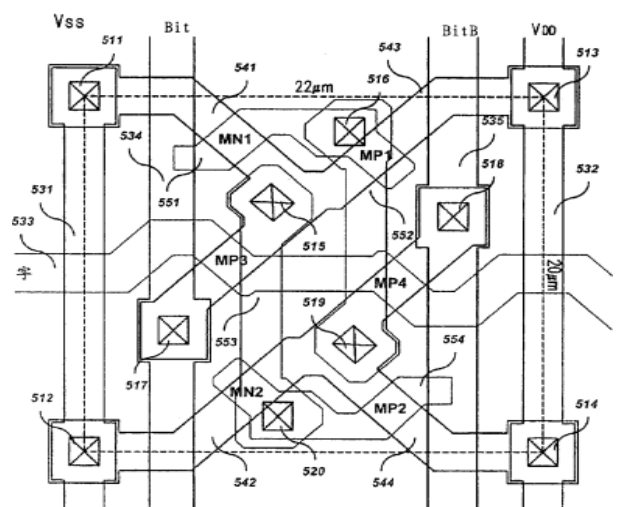 Vss Bit BitB VDD
511 541 22μm 516 543 513
534 MN1 MP1 535 518
531 551 552 532
533 515
字 MP3 MP4 20μm
553 519 554
517
512 MN2 MP2 514
542 520 544